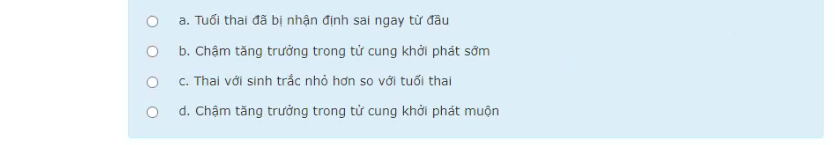 a. Tuổi thai đã bị nhận định sai ngay từ đầu
b. Chậm tăng trưởng trong tử cung khởi phát sớm
c. Thai với sinh trắc nhỏ hơn so với tuổi thai
d. Chậm tăng trưởng trong tử cung khởi phát muộn